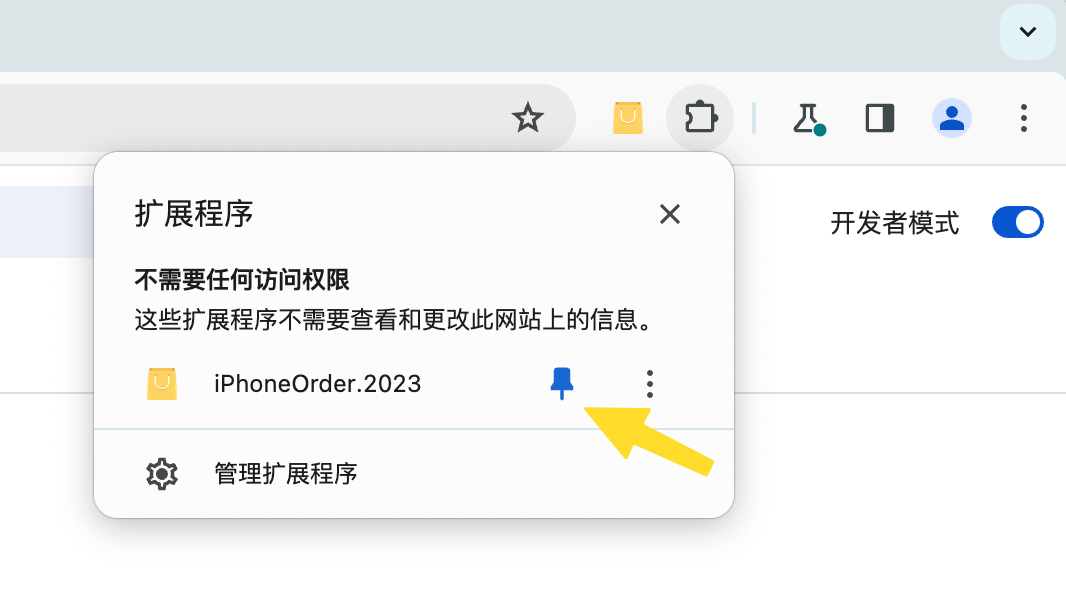 扩展程序
开发者模式
不需要任何访问权限
这些扩展程序不需要查看和更改此网站上的信息。
iPhoneOrder.2023
管理扩展程序